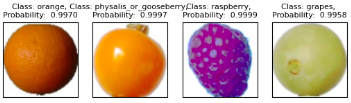 Class: orange,
Probability: 0.9970
Class: physalis_or_gooseberry,
Probability: 0.9997
Class: raspberry,
Probability: 0.9999
Class: grapes,
Probability: 0.9958